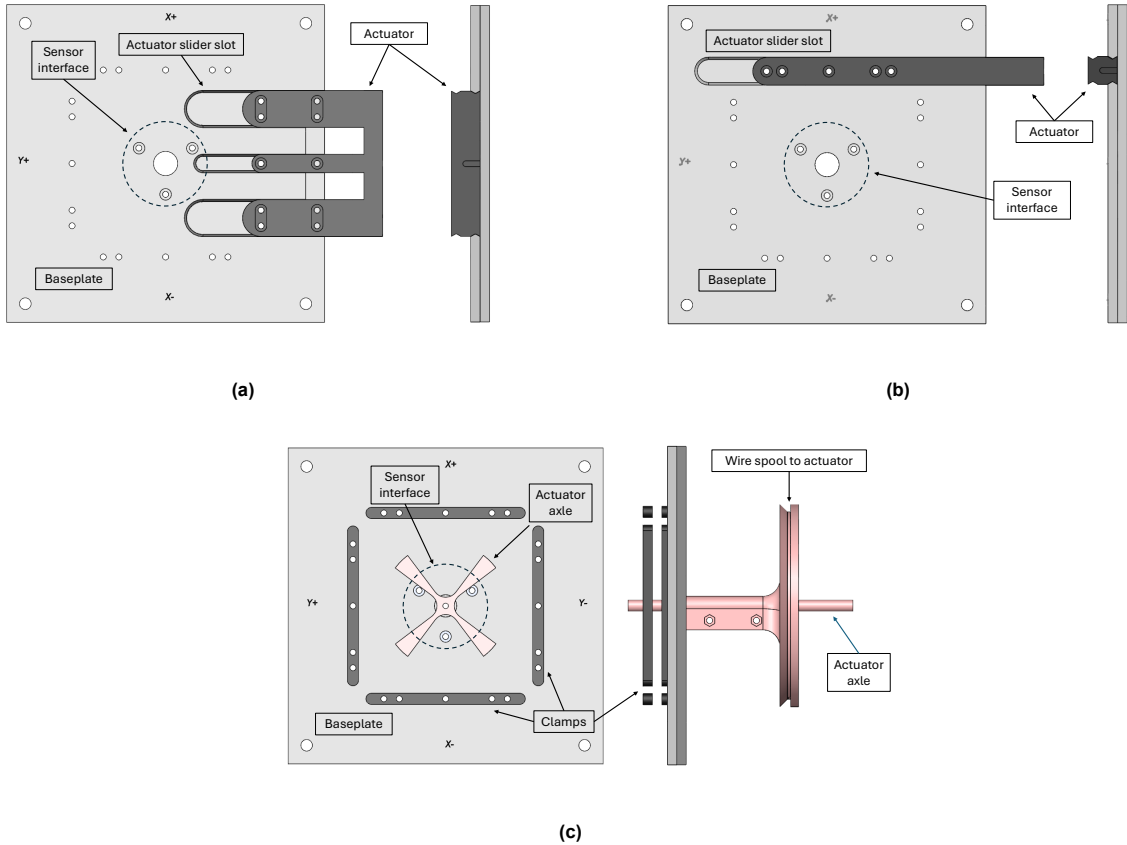 X+
Actuator slider slot
Actuator
Sensor
interface
Y+
Baseplate
X-
(a)
X+
Actuator slider slot
Actuator
Y+
Sensor
interface
Baseplate
X-
(b)
X+
Sensor
interface
Actuator
axle
Wire spool to actuator
Y+
Y-
Actuator
axle
Baseplate
Clamps
X-
(c)